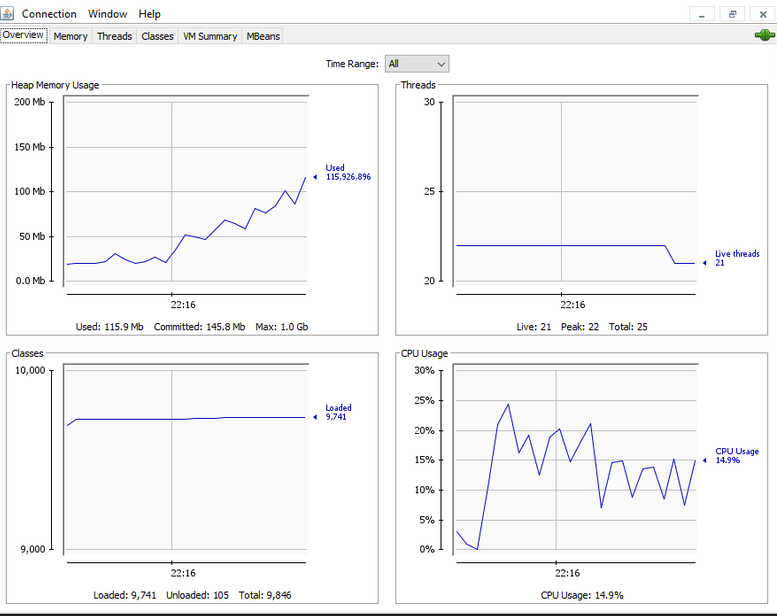 Connection Window Help
Overview Memory Threads Classes VM Summary MBeans
Time Range: All
Heap Memory Usage
200 Mb
150 Mb
100 Mb
50 Mb
0.0 Mb
Used
115,926,896
22:16
Used: 115.9 Mb Committed: 145.8 Mb Max: 1.0 Gb
Threads
30
25
20
Live threads
21
22:16
Live: 21 Peak: 22 Total: 25
Classes
10,000
9,000
Loaded
9,741
22:16
Loaded: 9,741 Unloaded: 105 Total: 9,846
CPU Usage
30%
25%
20%
15%
10%
5%
0%
CPU Usage
14.9%
22:16
CPU Usage: 14.9%